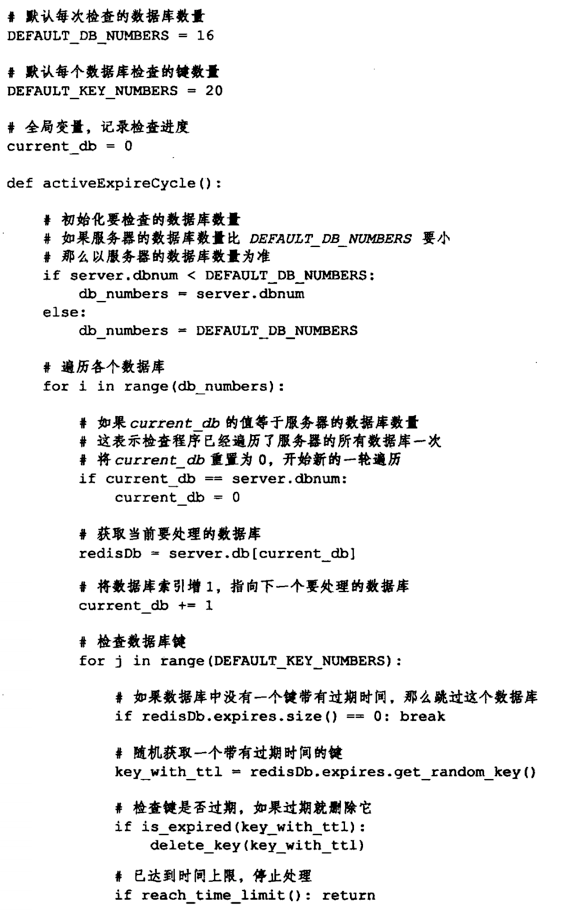 # 默认每次检查的数据库数量
DEFAULT_DB_NUMBERS = 16
# 默认每个数据库检查的键数量
DEFAULT_KEY_NUMBERS = 20
# 全局变量，记录检查进度
current_db = 0
def activeExpireCycle():
# 初始化要检查的数据库数量
# 如果服务器的数据库数量比 DEFAULT_DB_NUMBERS 要小
# 那么以服务器的数据库数量为准
if server.dbnum < DEFAULT_DB_NUMBERS:
db_numbers = server.dbnum
else:
db_numbers = DEFAULT_DB_NUMBERS
# 遍历各个数据库
for i in range(db_numbers):
# 如果 current_db 的值等于服务器的数据库数量
# 这表示检查程序已经遍历了服务器的所有数据库一次
# 将 current_db 重置为 0，开始新的一轮遍历
if current_db == server.dbnum:
current_db = 0
# 获取当前要处理的数据库
redisDb = server.db[current_db]
# 将数据库索引增 1，指向下一个要处理的数据库
current_db += 1
# 检查数据库键
for j in range(DEFAULT_KEY_NUMBERS):
# 如果数据库中没有一个键带有过期时间，那么跳过这个数据库
if redisDb.expires.size() == 0: break
# 随机获取一个带有过期时间的键
key_with_ttl = redisDb.expires.get_random_key()
# 检查键是否过期，如果过期就删除它
if is_expired(key_with_ttl):
delete_key(key_with_ttl)
# 已达到时间上限，停止处理
if reach_time_limit(): return